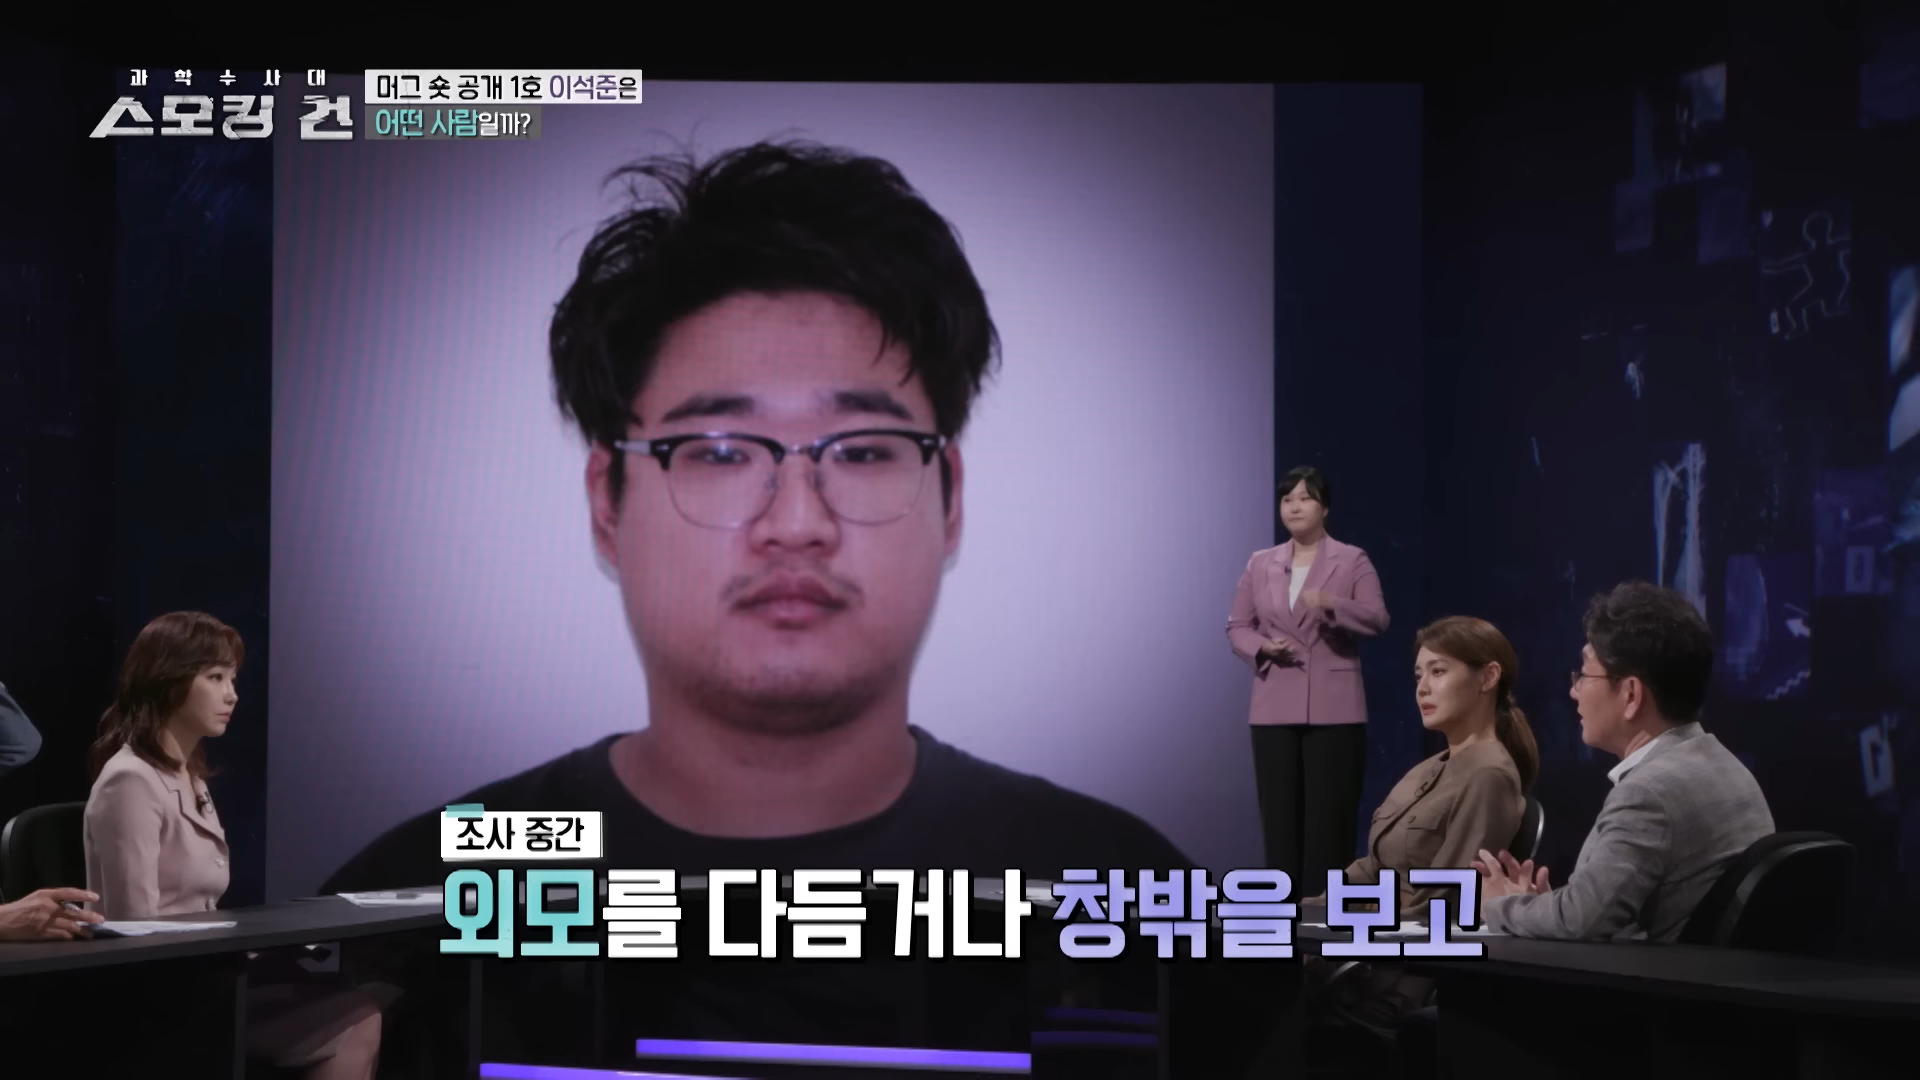 과학수사대
스모킹 건
머그 숏 공개 1호 이석준은
어떤 사람일까?
조사 중간
외모를 다듬거나 창밖을 보고